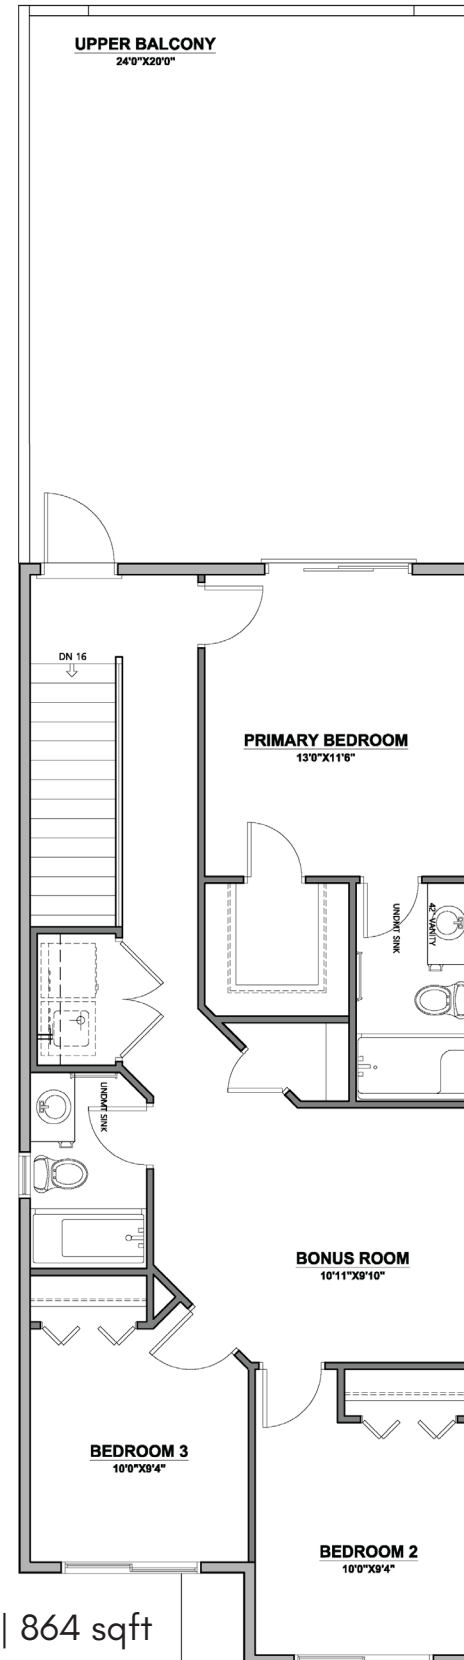 UPPER BALCONY
24'0"X20'0"
DN 16
PRIMARY BEDROOM
13'0"X11'6"
UNDMT SINK
42" VANITY
UNDMT SINK
BONUS ROOM
10'11"X9'10"
BEDROOM 3
10'0"X9'4"
BEDROOM 2
10'0"X9'4"
| 864 sqft